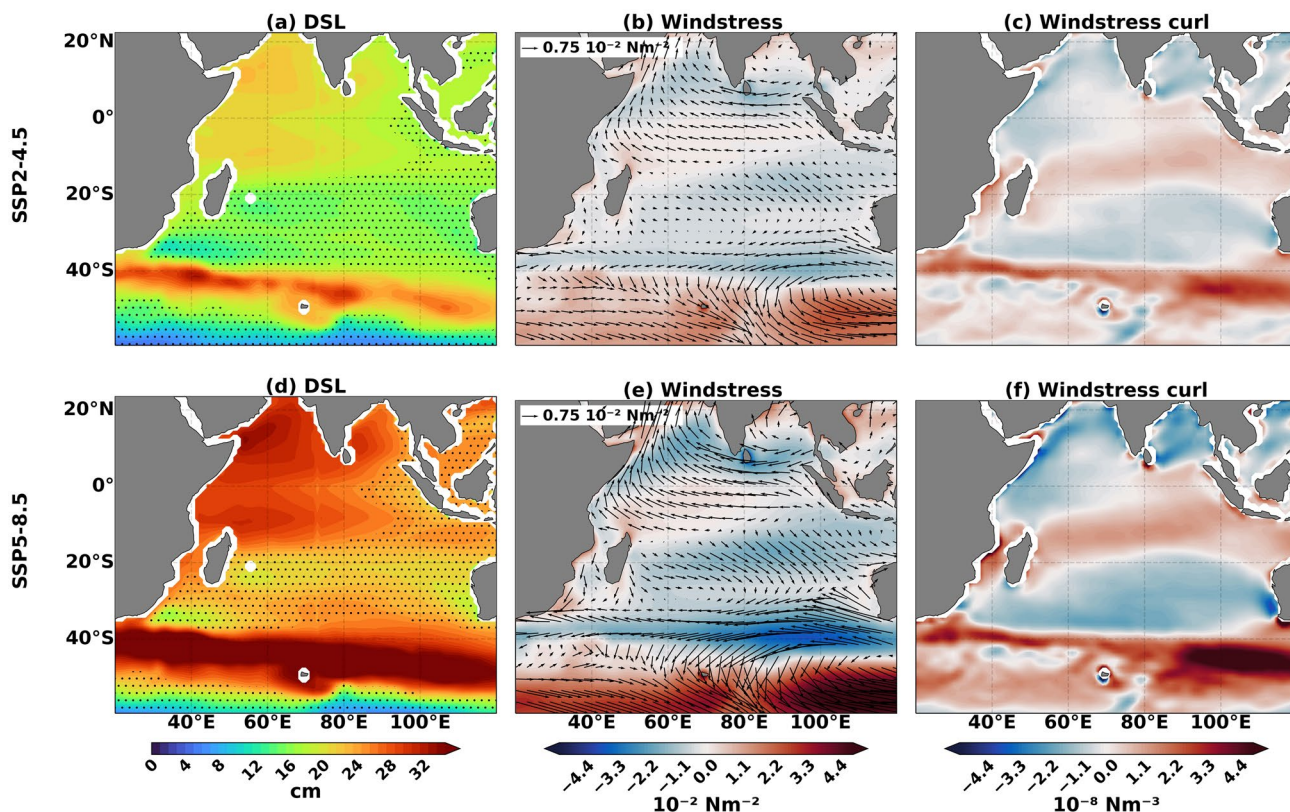 (a) DSL
(b) Windstress
(c) Windstress curl
SSP2-4.5
20°N
0°
20°S
40°S
→ 0.75 10⁻² Nm⁻²
(d) DSL
(e) Windstress
(f) Windstress curl
SSP5-8.5
20°N
0°
20°S
40°S
→ 0.75 10⁻² Nm⁻²
40°E 60°E 80°E 100°E
40°E 60°E 80°E 100°E
40°E 60°E 80°E 100°E
0 4 8 12 16 20 24 28 32
cm
-4.4 -3.3 -2.2 -1.1 0.0 1.1 2.2 3.3 4.4
10⁻² Nm⁻²
-4.4 -3.3 -2.2 -1.1 0.0 1.1 2.2 3.3 4.4
10⁻⁸ Nm⁻³